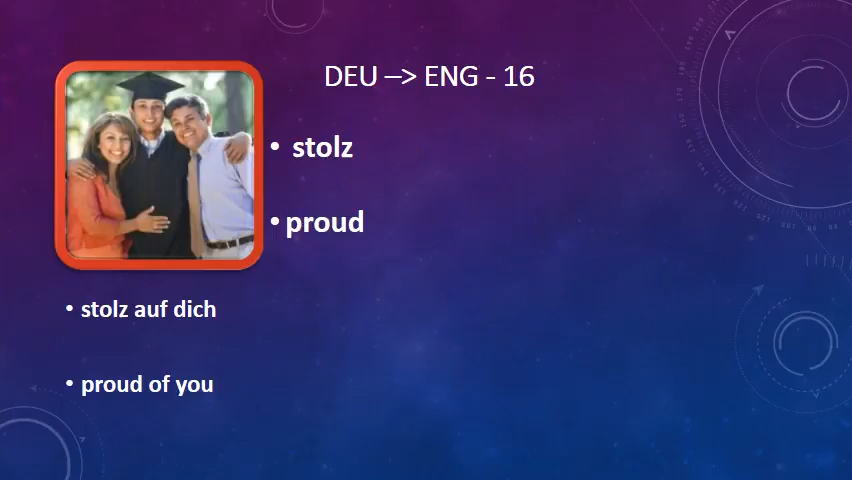 DEU –> ENG - 16
• stolz
• proud
• stolz auf dich
• proud of you